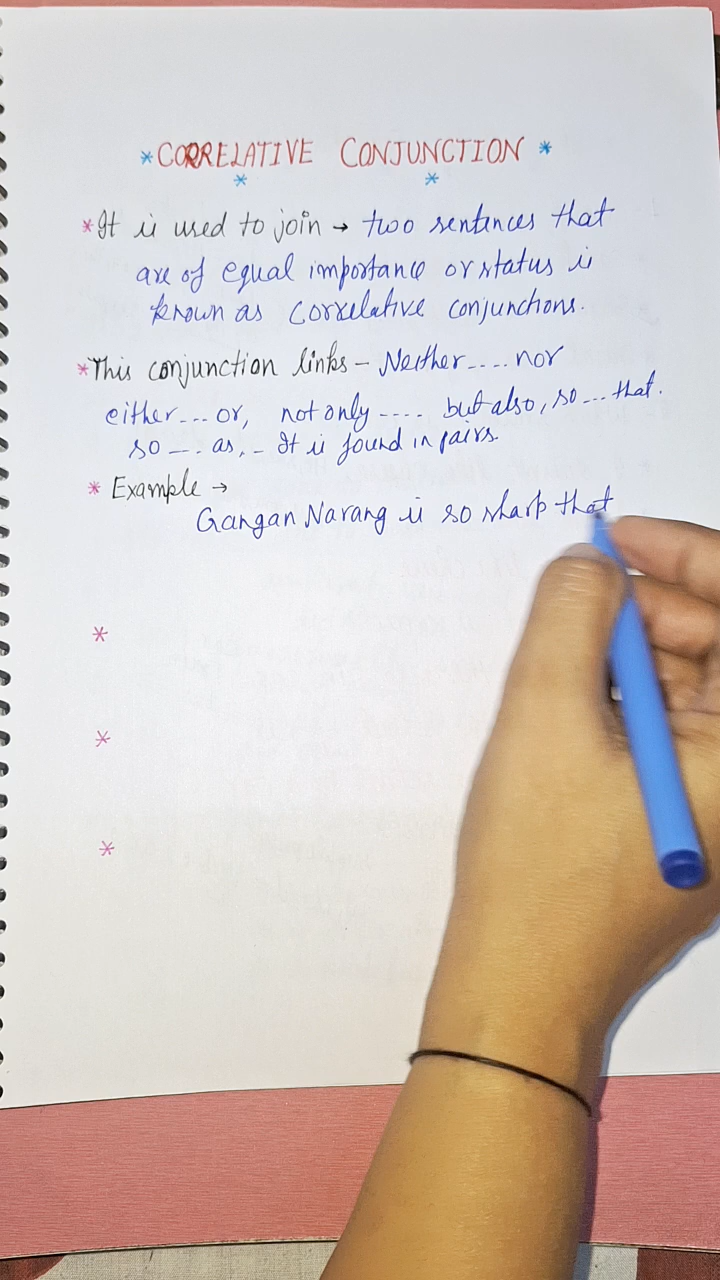 *CORRELATIVE CONJUNCTION*
* *
*It is used to join → two sentences that
are of equal importance or status is
known as correlative conjunctions.
*This conjunction links - Neither.....nor
either...or, not only .... but also, so ... that.
so - . as, - It is found in pairs.
* Example →
Gangan Narang is so sharp that
*
*
*